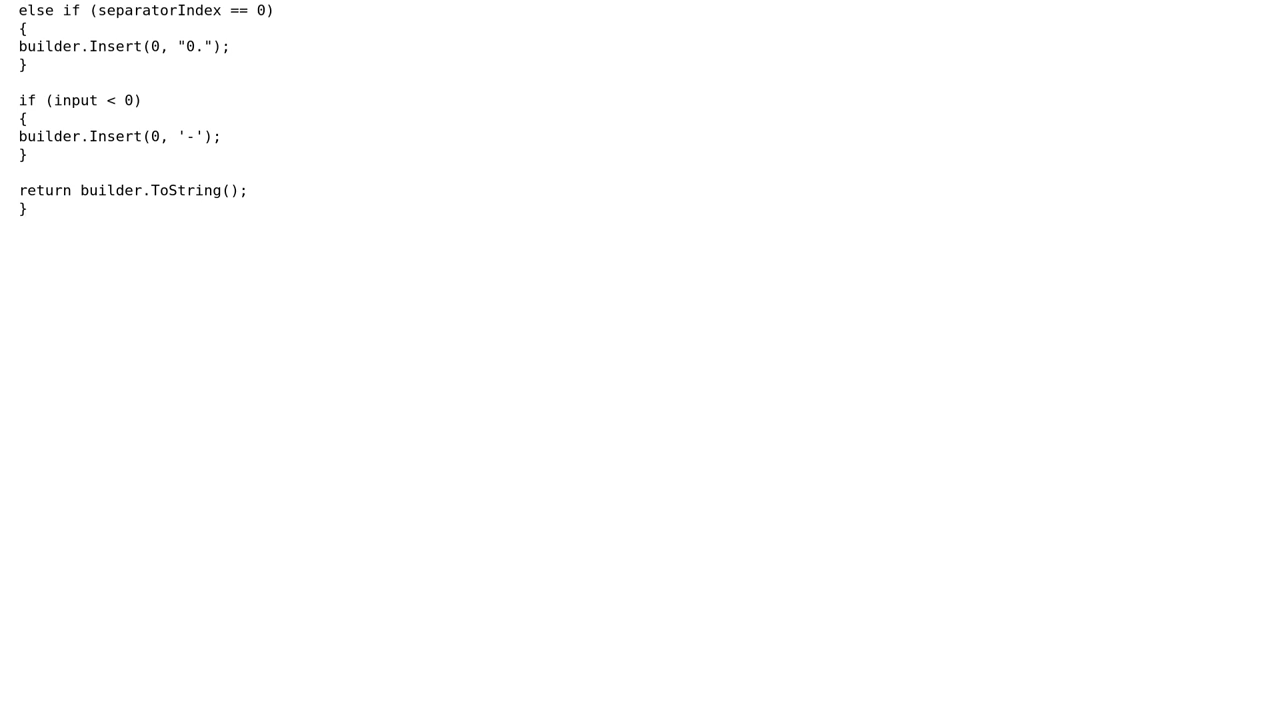 else if (separatorIndex == 0)
{
builder.Insert(0, "0.");
}

if (input < 0)
{
builder.Insert(0, '-');
}

return builder.ToString();
}